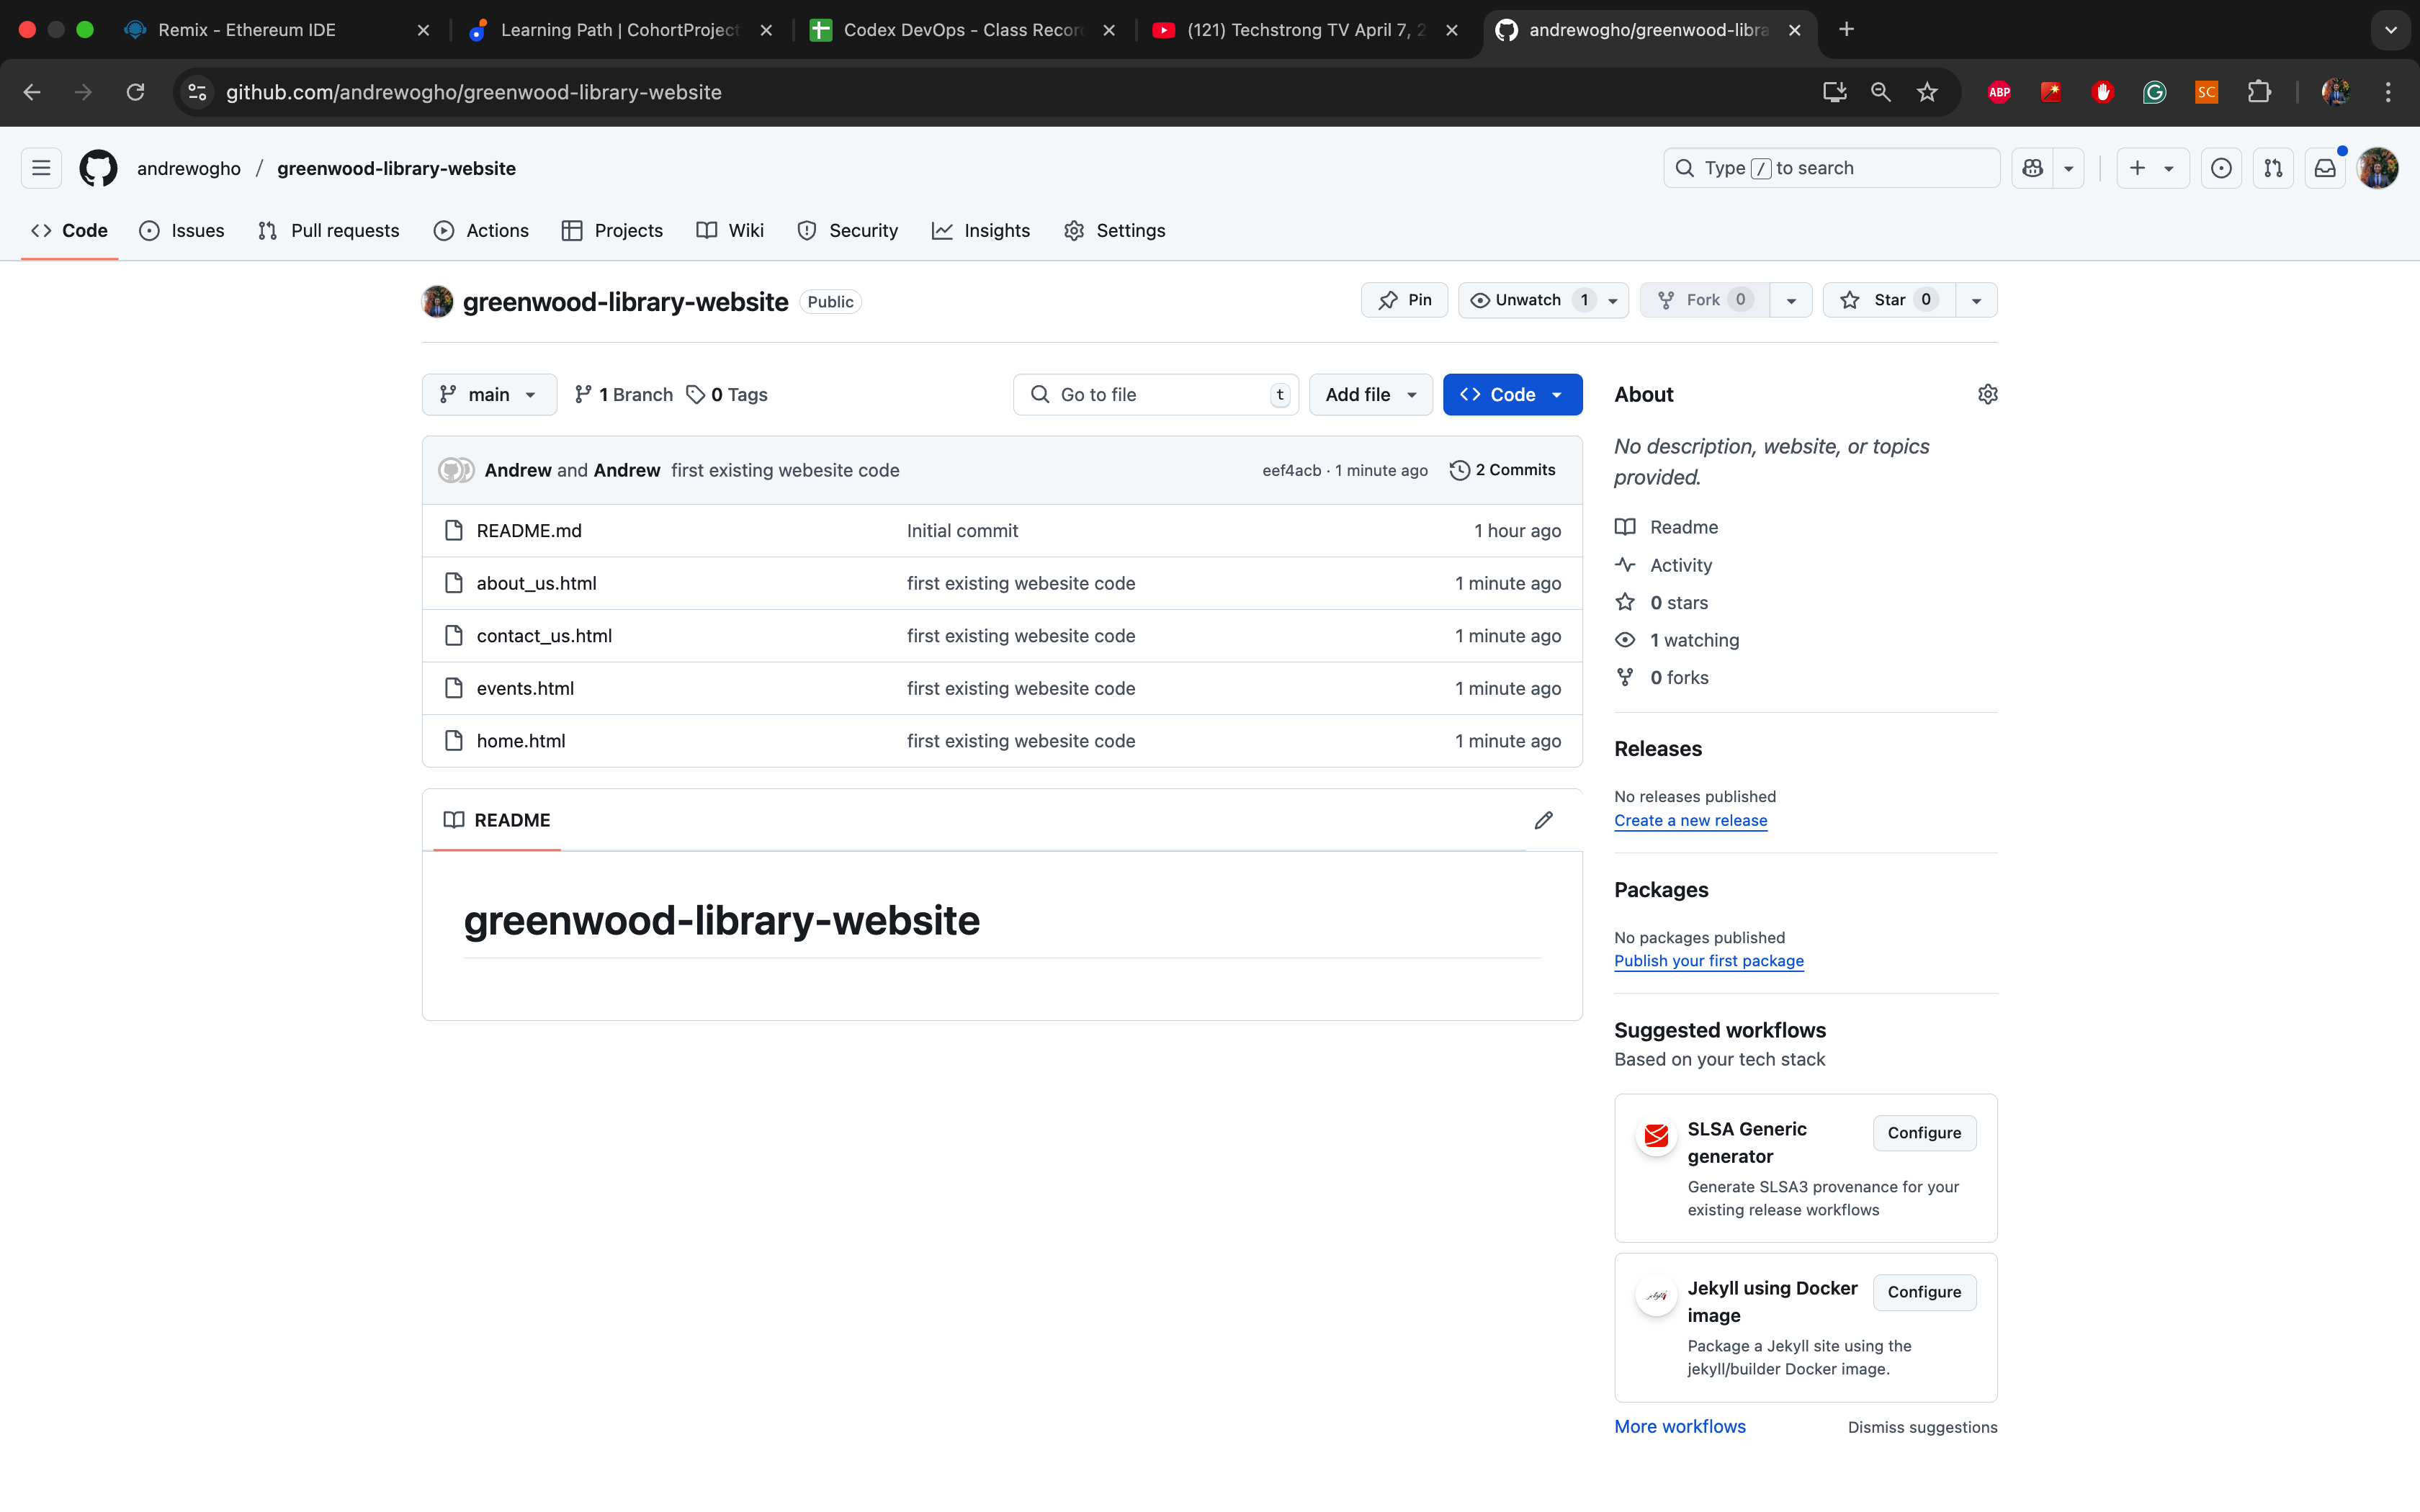 Remix - Ethereum IDE
Learning Path | CohortProject
Codex DevOps - Class Recor
(121) Techstrong TV April 7, 2
andrewogho/greenwood-libra
github.com/andrewogho/greenwood-library-website
ABP
SC
andrewogho / greenwood-library-website
Type / to search
Code
Issues
Pull requests
Actions
Projects
Wiki
Security
Insights
Settings
greenwood-library-website Public
Pin
Unwatch 1
Fork 0
Star 0
main
1 Branch
0 Tags
Go to file t
Add file
Code
Andrew and Andrew first existing webesite code eef4acb · 1 minute ago 2 Commits
README.md Initial commit 1 hour ago
about_us.html first existing webesite code 1 minute ago
contact_us.html first existing webesite code 1 minute ago
events.html first existing webesite code 1 minute ago
home.html first existing webesite code 1 minute ago
README
greenwood-library-website
About
No description, website, or topics
provided.
Readme
Activity
0 stars
1 watching
0 forks
Releases
No releases published
Create a new release
Packages
No packages published
Publish your first package
Suggested workflows
Based on your tech stack
SLSA Generic
generator
Configure
Generate SLSA3 provenance for your
existing release workflows
Jekyll using Docker
image
Configure
Package a Jekyll site using the
jekyll/builder Docker image.
More workflows
Dismiss suggestions